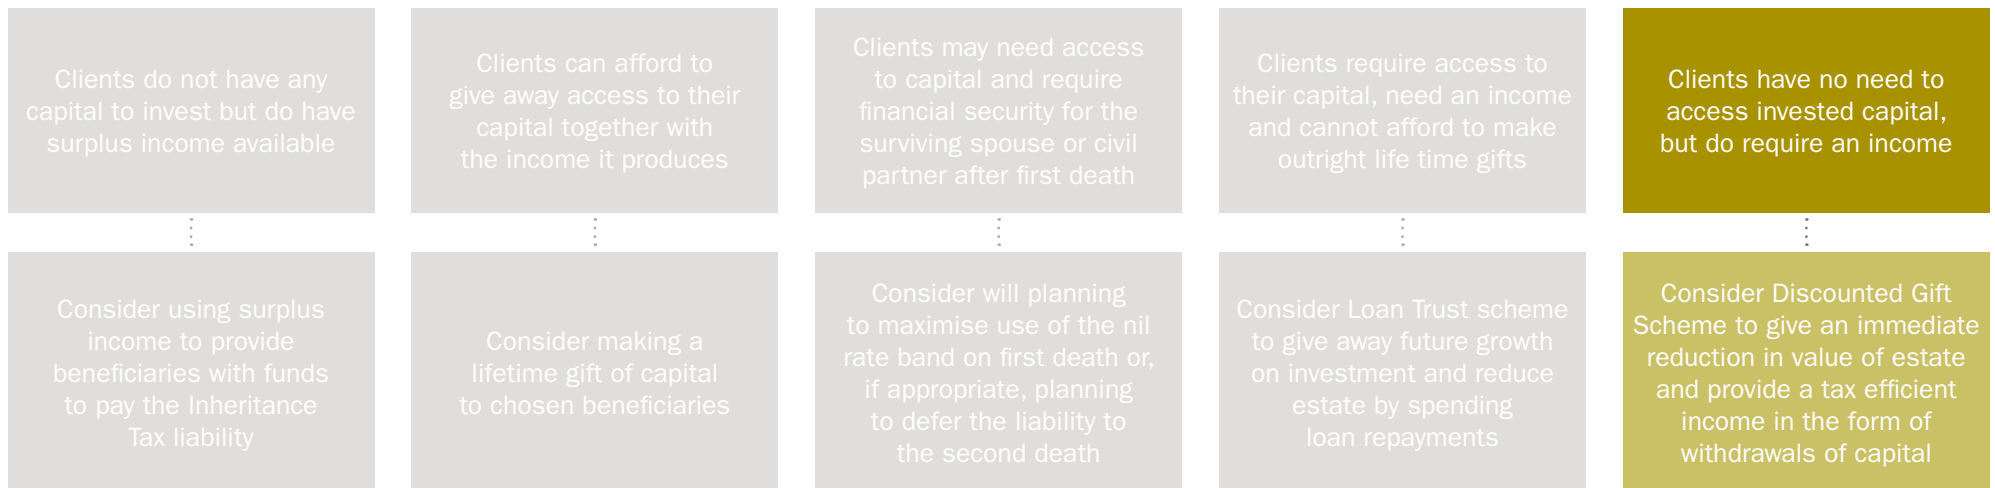 Clients do not have any
capital to invest but do have
surplus income available
Clients can afford to
give away access to their
capital together with
the income it produces
Clients may need access
to capital and require
financial security for the
surviving spouse or civil
partner after first death
Clients require access to
their capital, need an income
and cannot afford to make
outright life time gifts
Clients have no need to
access invested capital,
but do require an income
Consider using surplus
income to provide
beneficiaries with funds
to pay the Inheritance
Tax liability
Consider making a
lifetime gift of capital
to chosen beneficiaries
Consider will planning
to maximise use of the nil
rate band on first death or,
if appropriate, planning
to defer the liability to
the second death
Consider Loan Trust scheme
to give away future growth
on investment and reduce
estate by spending
loan repayments
Consider Discounted Gift
Scheme to give an immediate
reduction in value of estate
and provide a tax efficient
income in the form of
withdrawals of capital